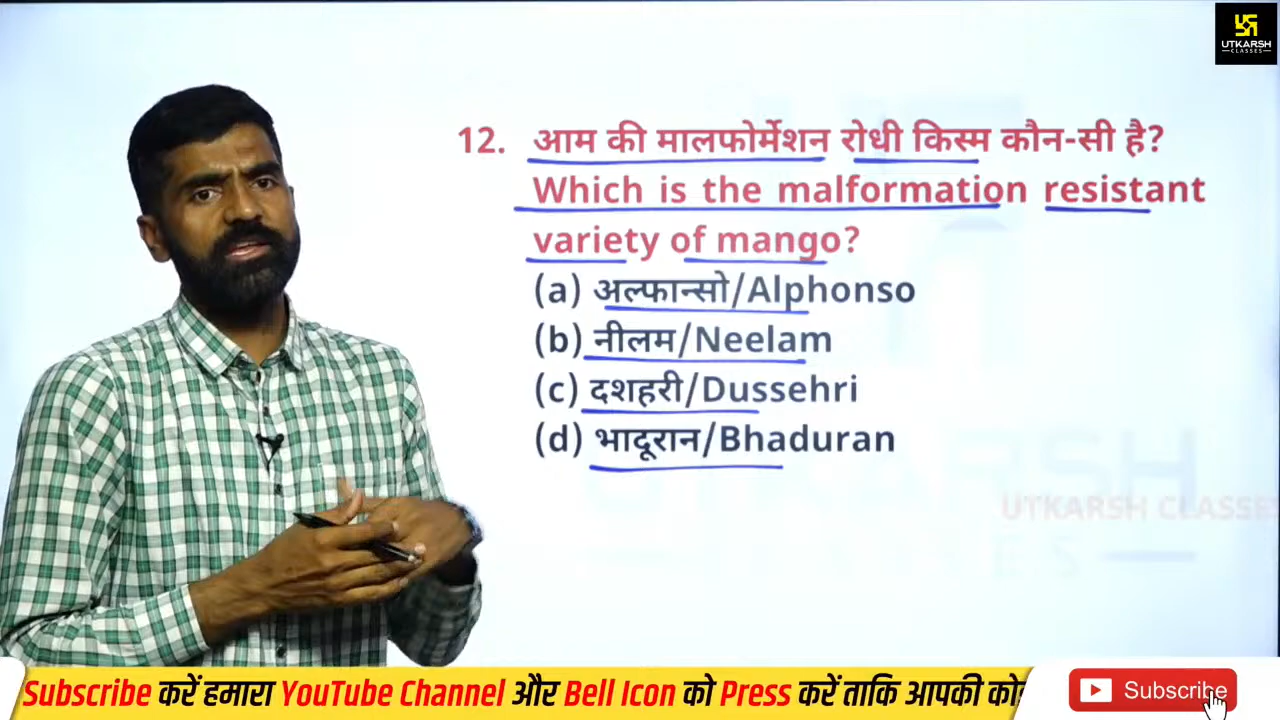 UTKARSH
CLASSES
12. आम की मालफोर्मेशन रोधी किस्म कौन-सी है?
Which is the malformation resistant
variety of mango?
(a) अल्फान्सो/Alphonso
(b) नीलम/Neelam
(c) दशहरी/Dussehri
(d) भादूरान/Bhaduran
UTKARSH CLASSES
Subscribe करें हमारा YouTube Channel और Bell Icon को Press करें ताकि आपकी
Subscribe